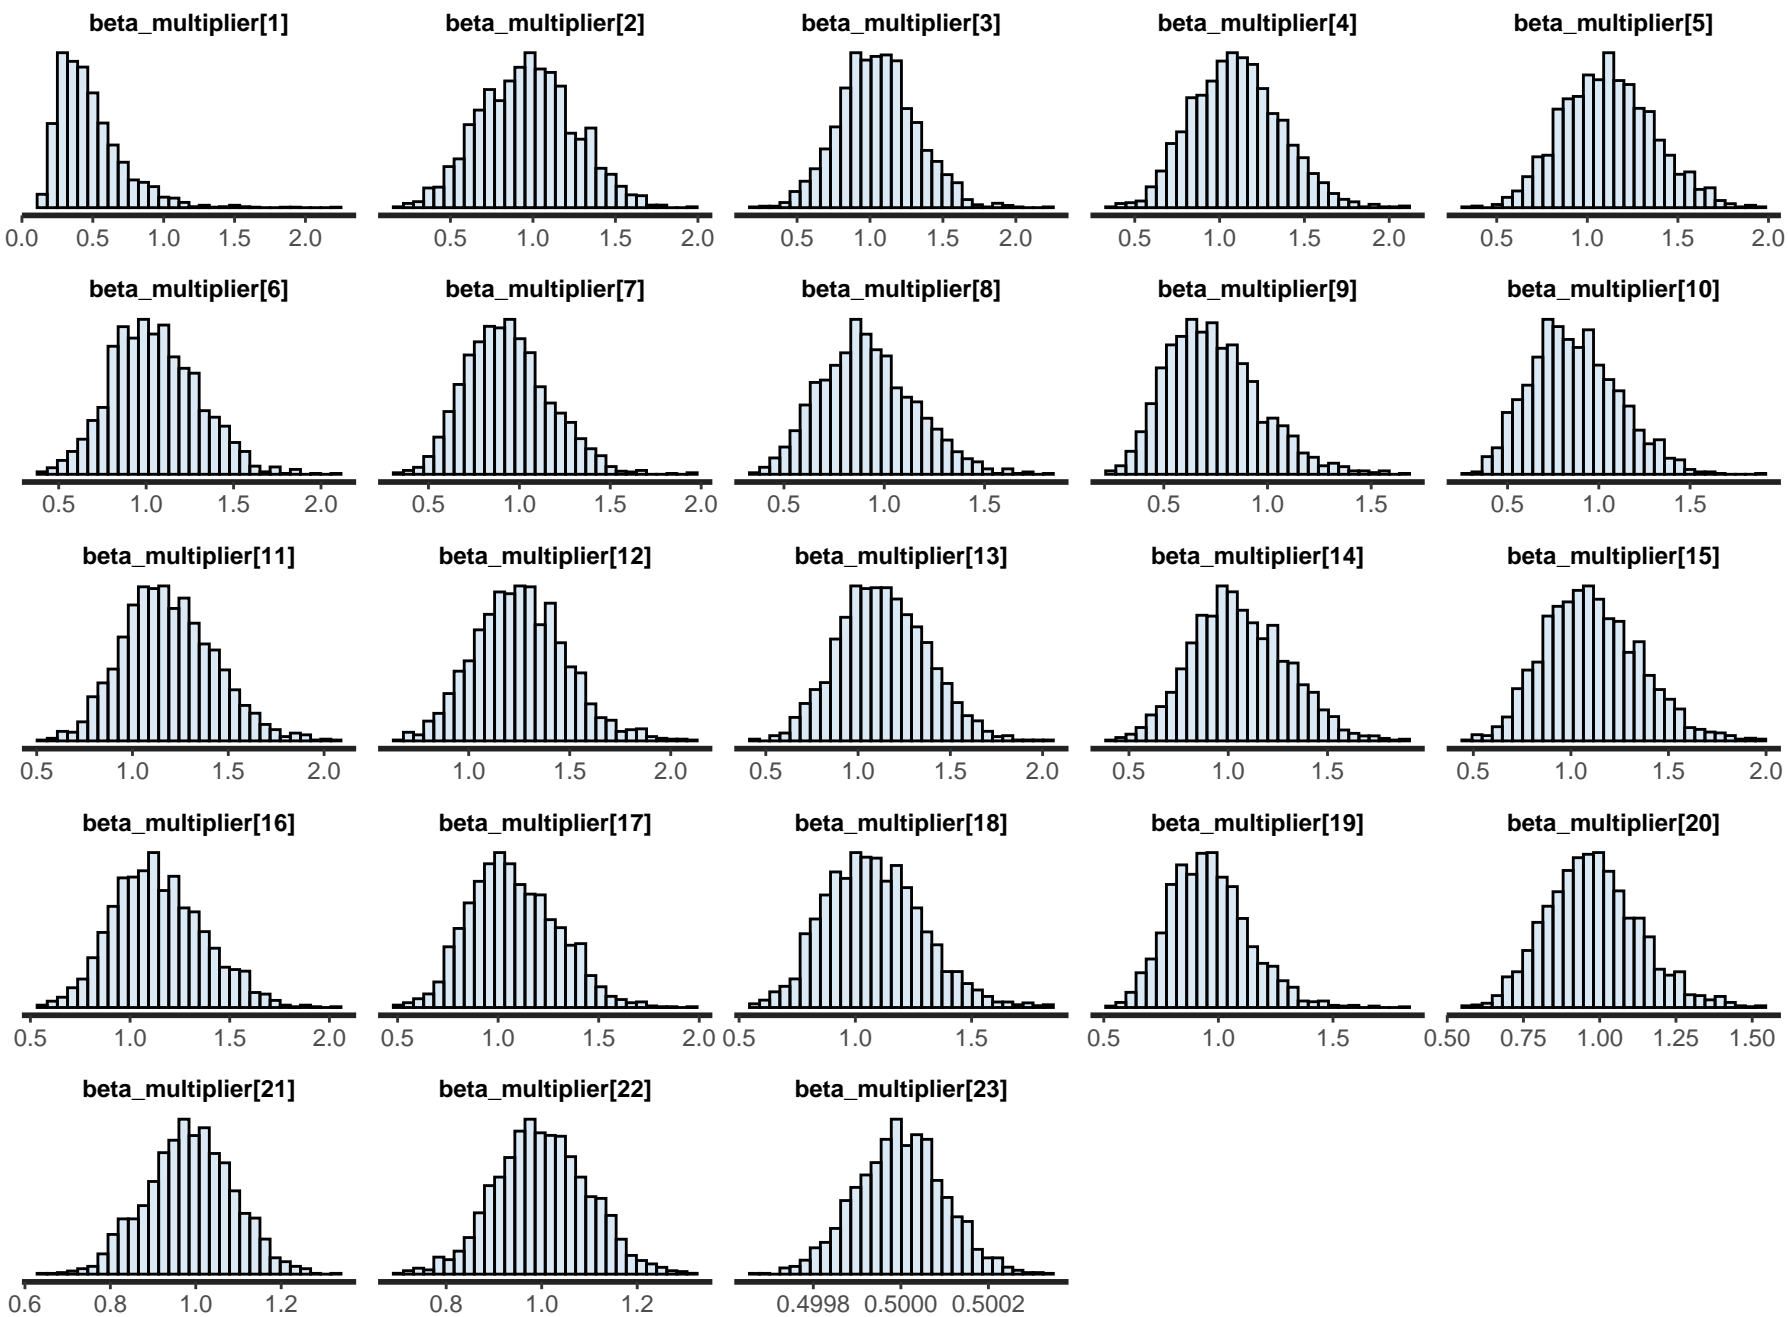 beta_multiplier[1] beta_multiplier[2] beta_multiplier[3] beta_multiplier[4] beta_multiplier[5]
0.0 0.5 1.0 1.5 2.0 0.5 1.0 1.5 2.0 0.5 1.0 1.5 2.0 0.5 1.0 1.5 2.0 0.5 1.0 1.5 2.0
beta_multiplier[6] beta_multiplier[7] beta_multiplier[8] beta_multiplier[9] beta_multiplier[10]
0.5 1.0 1.5 2.0 0.5 1.0 1.5 2.0 0.5 1.0 1.5 0.5 1.0 1.5 0.5 1.0 1.5
beta_multiplier[11] beta_multiplier[12] beta_multiplier[13] beta_multiplier[14] beta_multiplier[15]
0.5 1.0 1.5 2.0 1.0 1.5 2.0 0.5 1.0 1.5 2.0 0.5 1.0 1.5 0.5 1.0 1.5 2.0
beta_multiplier[16] beta_multiplier[17] beta_multiplier[18] beta_multiplier[19] beta_multiplier[20]
0.5 1.0 1.5 2.0 0.5 1.0 1.5 2.0 0.5 1.0 1.5 0.5 1.0 1.5 0.50 0.75 1.00 1.25 1.50
beta_multiplier[21] beta_multiplier[22] beta_multiplier[23]
0.6 0.8 1.0 1.2 0.8 1.0 1.2 0.4998 0.5000 0.5002